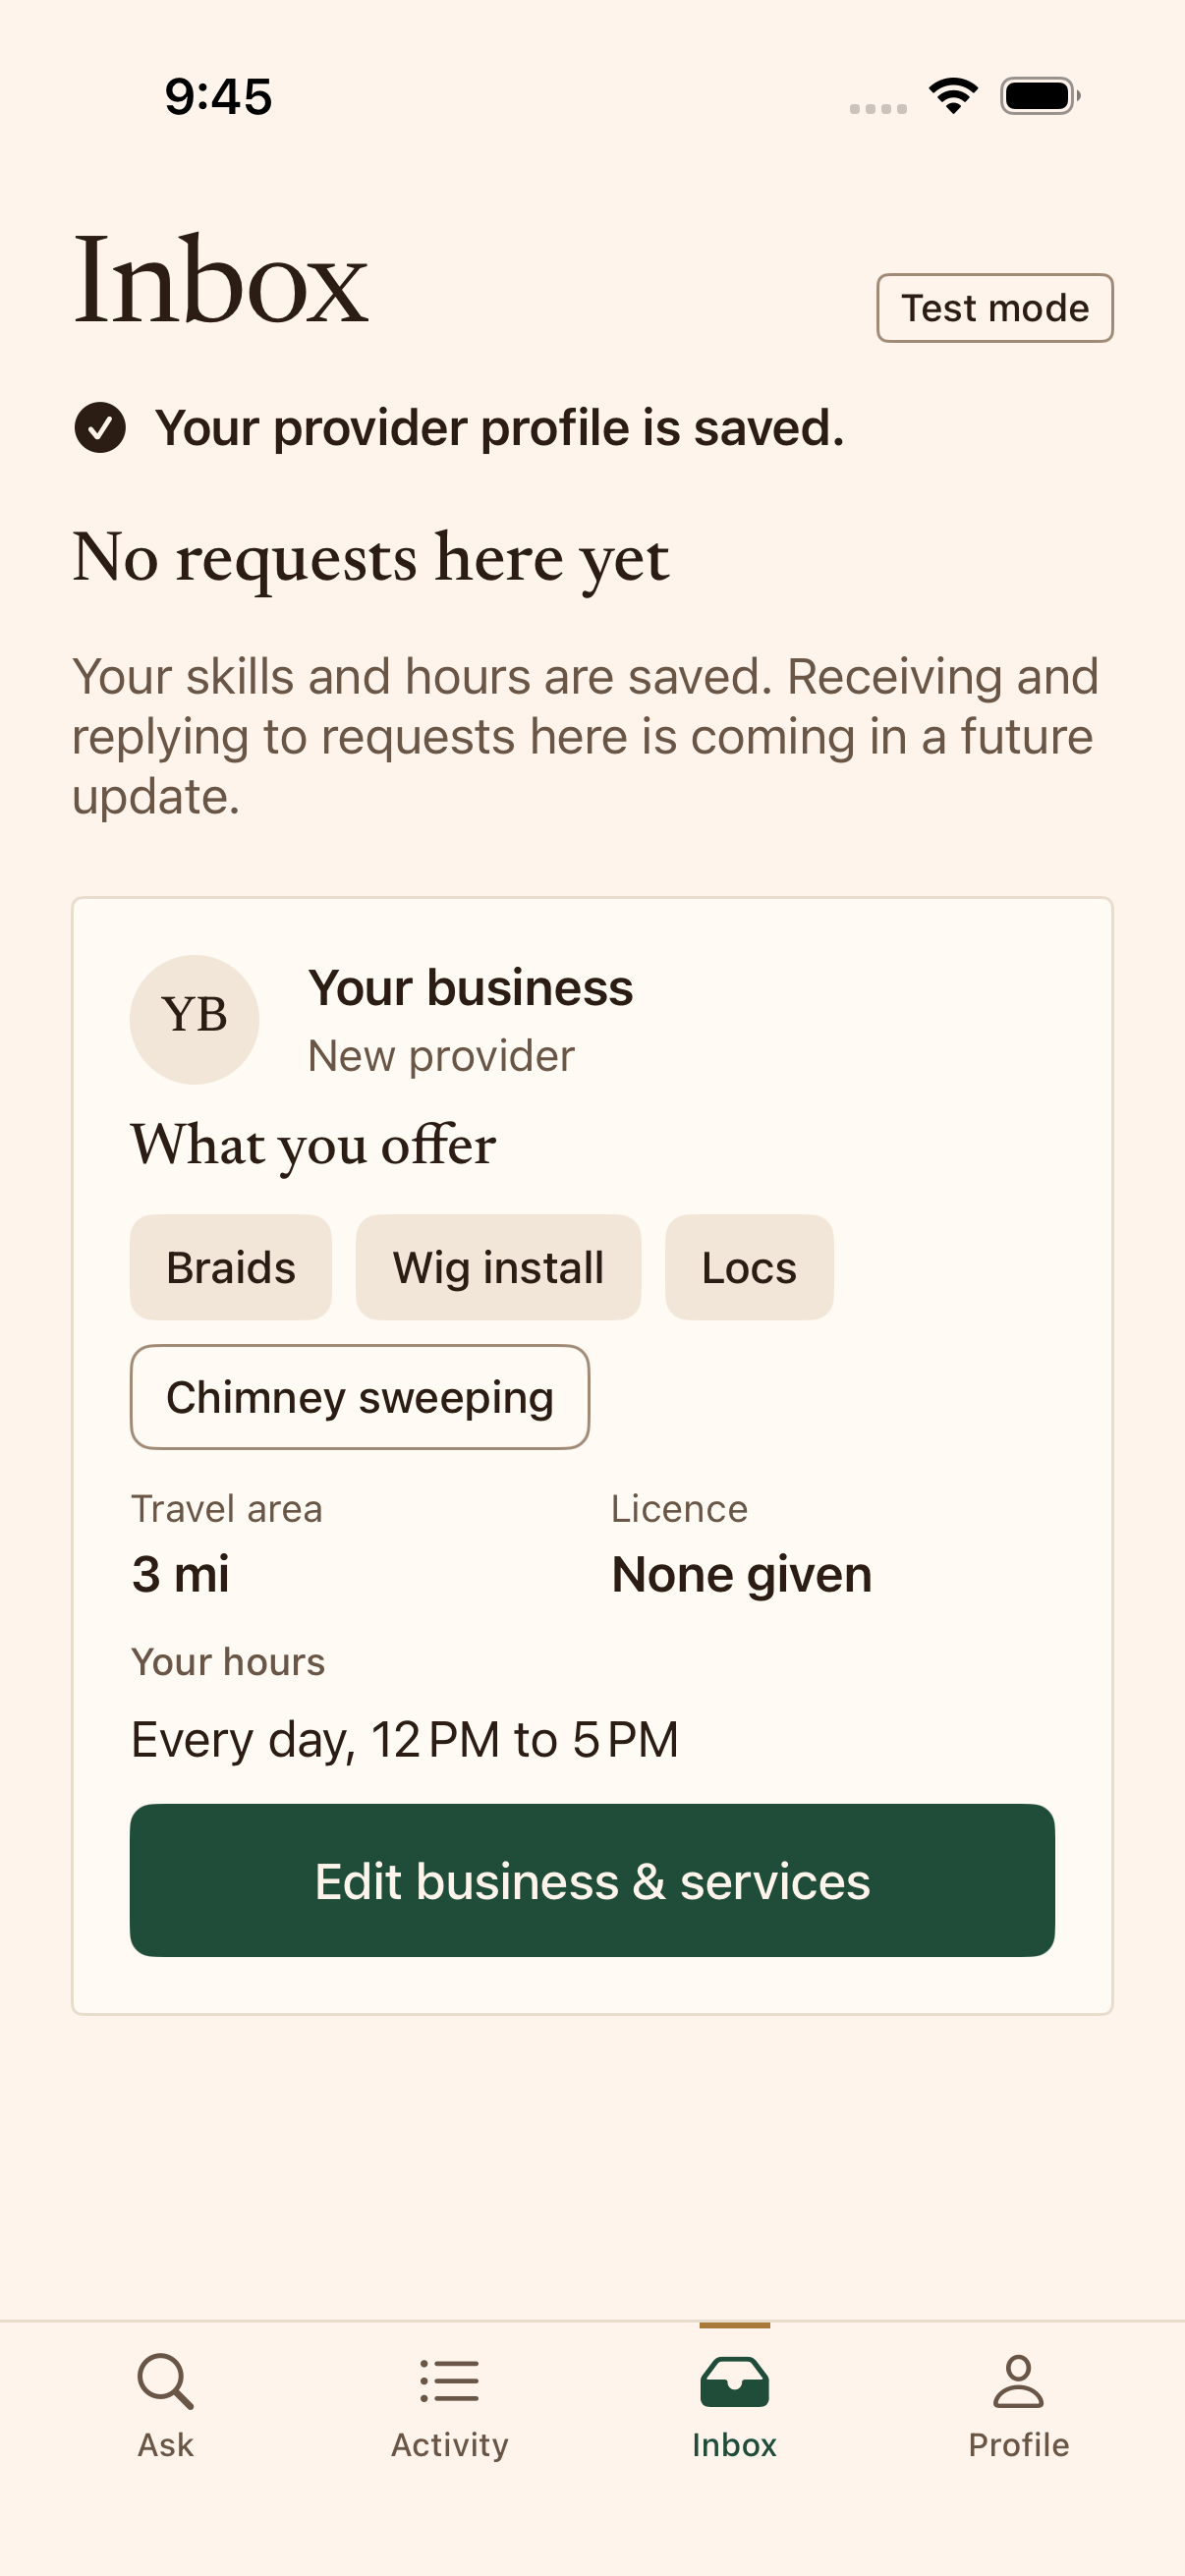 9:45
Inbox
Test mode
Your provider profile is saved.
No requests here yet
Your skills and hours are saved. Receiving and
replying to requests here is coming in a future
update.
YB
Your business
New provider
What you offer
Braids
Wig install
Locs
Chimney sweeping
Travel area
Licence
3 mi
None given
Your hours
Every day, 12 PM to 5 PM
Edit business & services
Ask
Activity
Inbox
Profile